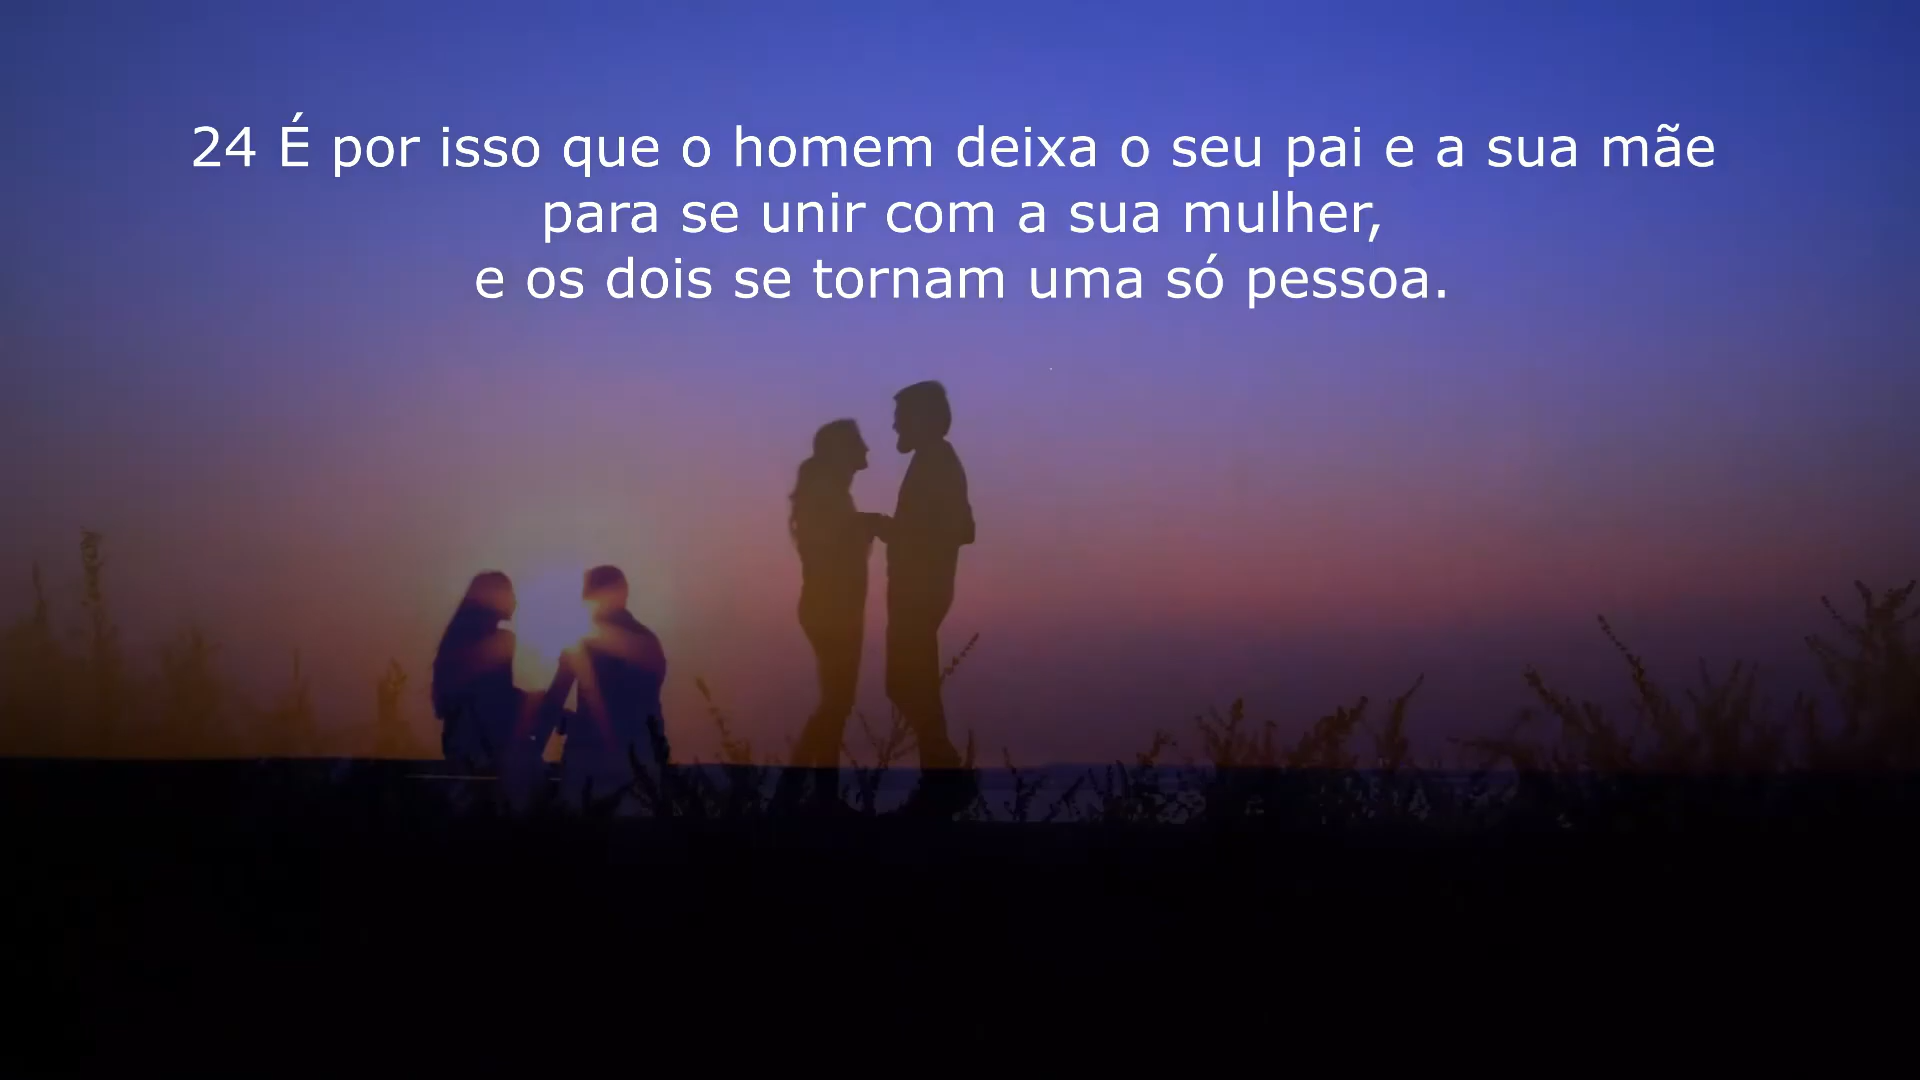 24 É por isso que o homem deixa o seu pai e a sua mãe
para se unir com a sua mulher,
e os dois se tornam uma só pessoa.